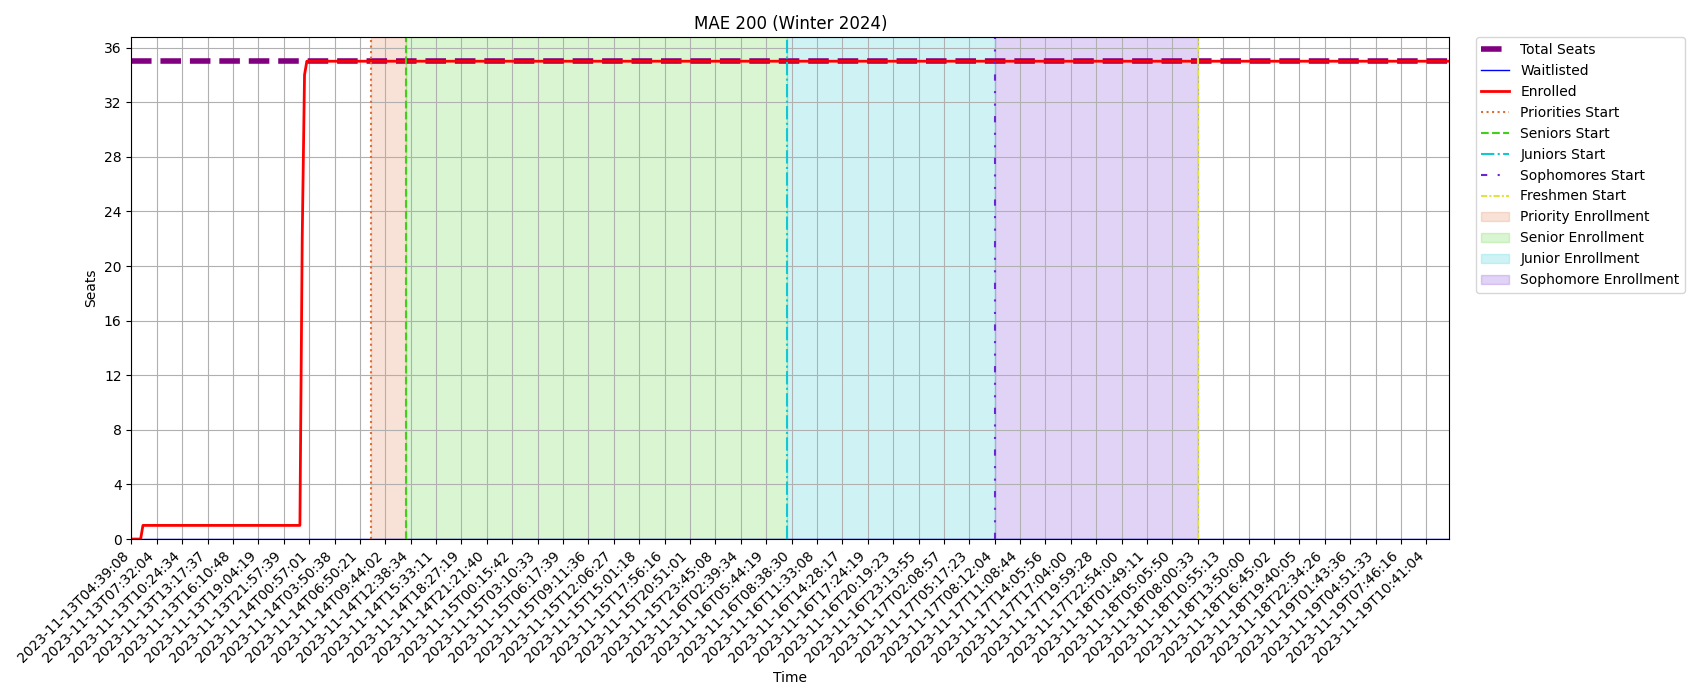 MAE 200 (Winter 2024)
Seats
36
32
28
24
20
16
12
8
4
0
2023-11-13T04:39:08
2023-11-13T07:32:04
2023-11-13T10:24:34
2023-11-13T13:17:37
2023-11-13T16:10:48
2023-11-13T19:04:19
2023-11-13T21:57:39
2023-11-14T00:57:01
2023-11-14T03:50:38
2023-11-14T06:50:21
2023-11-14T09:44:02
2023-11-14T12:38:34
2023-11-14T15:33:11
2023-11-14T18:27:19
2023-11-14T21:21:40
2023-11-15T00:15:42
2023-11-15T03:10:33
2023-11-15T06:17:39
2023-11-15T09:11:36
2023-11-15T12:06:27
2023-11-15T15:01:18
2023-11-15T17:56:16
2023-11-15T20:51:01
2023-11-15T23:45:08
2023-11-16T02:39:34
2023-11-16T05:44:19
2023-11-16T08:38:30
2023-11-16T11:33:08
2023-11-16T14:28:17
2023-11-16T17:24:19
2023-11-16T20:19:23
2023-11-16T23:13:55
2023-11-17T02:08:57
2023-11-17T05:17:23
2023-11-17T08:12:04
2023-11-17T11:08:44
2023-11-17T14:05:56
2023-11-17T17:04:00
2023-11-17T19:59:28
2023-11-17T22:54:00
2023-11-18T01:49:11
2023-11-18T05:05:50
2023-11-18T08:00:33
2023-11-18T10:55:13
2023-11-18T13:50:00
2023-11-18T16:45:02
2023-11-18T19:40:05
2023-11-18T22:34:26
2023-11-19T01:43:36
2023-11-19T04:51:33
2023-11-19T07:46:16
2023-11-19T10:41:04
Time
Total Seats
Waitlisted
Enrolled
Priorities Start
Seniors Start
Juniors Start
Sophomores Start
Freshmen Start
Priority Enrollment
Senior Enrollment
Junior Enrollment
Sophomore Enrollment